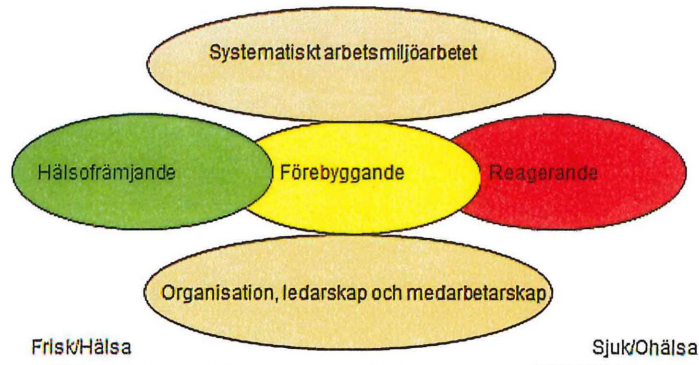 Systematiskt arbetsmiljöarbetet
Hälsofrämjande
Förebyggande
Reagerande
Organisation, ledarskap och medarbetarskap
Frisk/Hälsa
Sjuk/Ohälsa